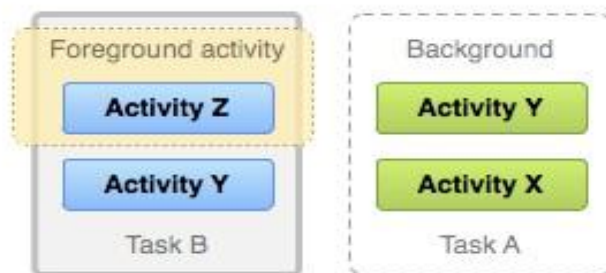 Foreground activity
Activity Z
Activity Y
Task B
Background
Activity Y
Activity X
Task A